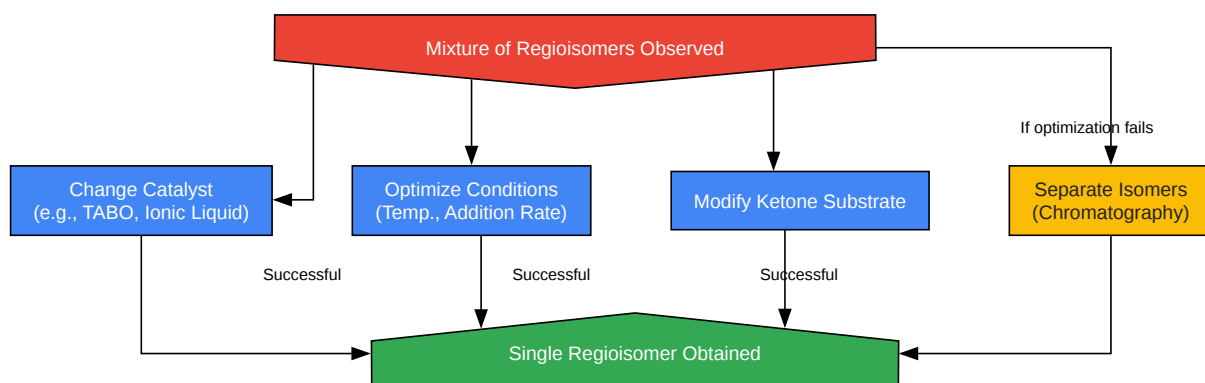 Mixture of Regioisomers Observed
If optimization fails
Change Catalyst
(e.g., TABO, Ionic Liquid)
Optimize Conditions
(Temp., Addition Rate)
Modify Ketone Substrate
Separate Isomers
(Chromatography)
Successful
Successful
Successful
Single Regioisomer Obtained